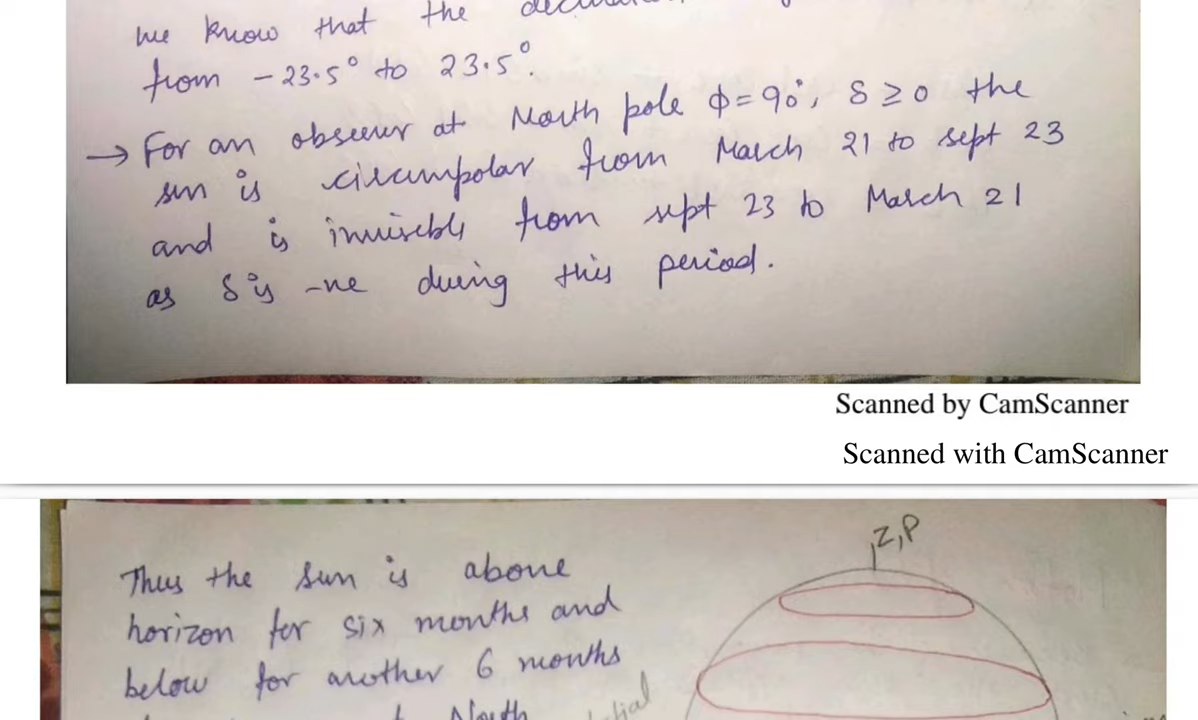 we know that the
from - 23.5° to 23.5°.
→ For an observer at North pole ϕ = 90°, δ ≥ 0 the
sun is circumpolar from March 21 to sept 23
and is invisible from sept 23 to March 21
as δ is -ve during this period.
Scanned by CamScanner
Scanned with CamScanner
Z,P
Thus the sun is above
horizon for six months and
below for another 6 months
North